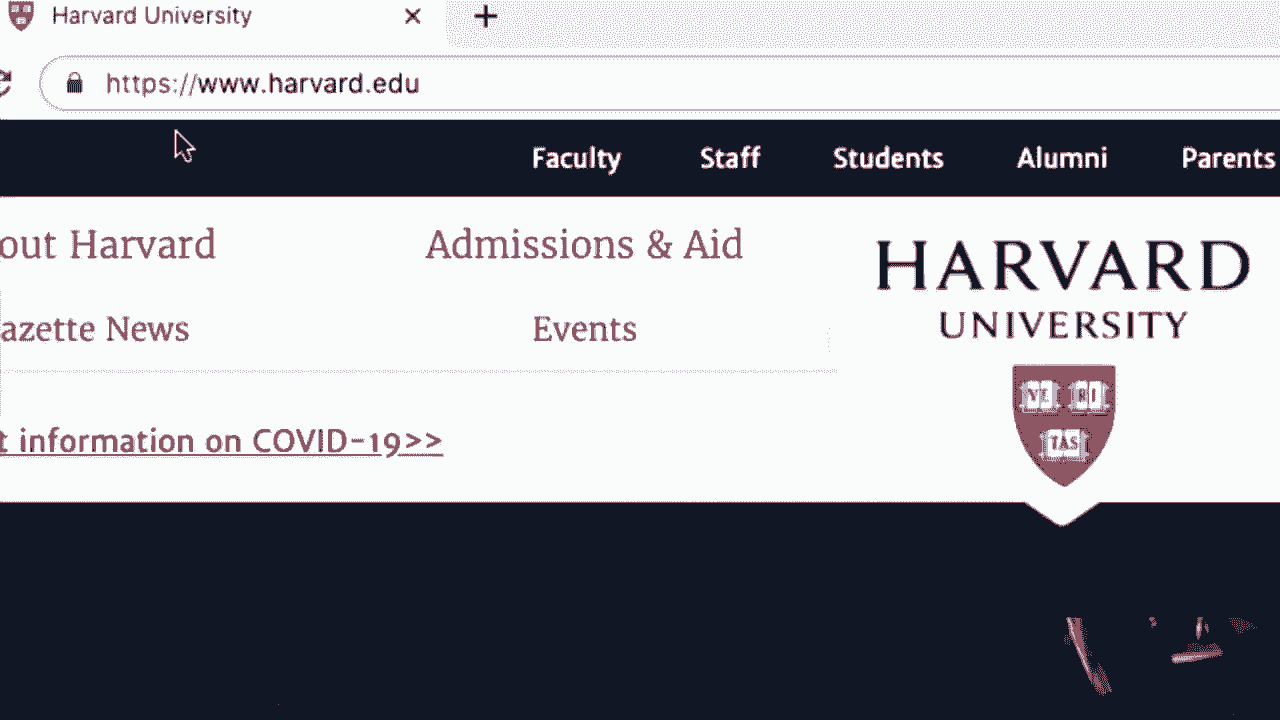 Harvard University
https://www.harvard.edu
Faculty Staff Students Alumni Parents
out Harvard Admissions & Aid
azette News Events
t information on COVID-19>>
HARVARD
UNIVERSITY
VE RI
TAS